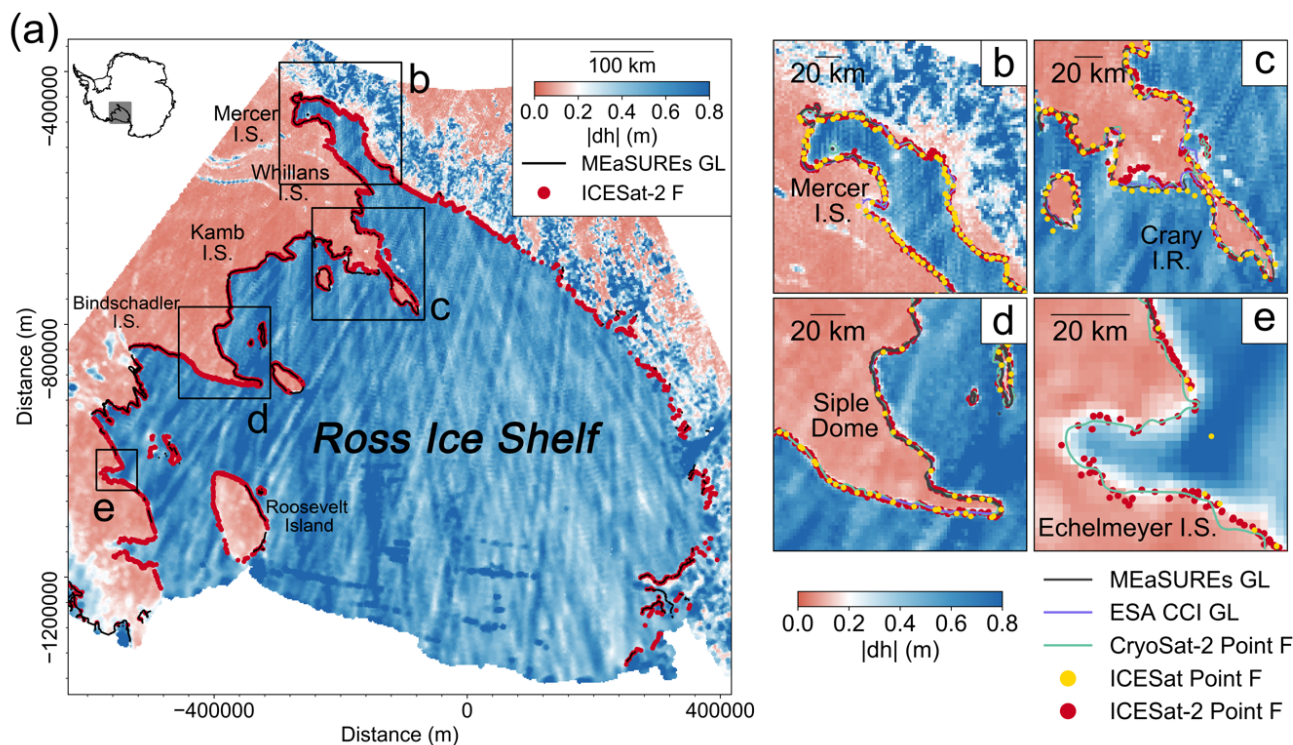 (a)
b
c
d
e
Mercer
I.S.
Whillans
I.S.
Kamb
I.S.
Bindschadler
I.S.
Roosevelt
Island
Ross Ice Shelf
100 km
0.0 0.2 0.4 0.6 0.8
|dh| (m)
MEaSUREs GL
ICESat-2 F
−400000
−800000
−1200000
Distance (m)
−400000 0 400000
Distance (m)
b
20 km
Mercer
I.S.
c
20 km
Crary
I.R.
d
20 km
Siple
Dome
e
20 km
Echelmeyer I.S.
0.0 0.2 0.4 0.6 0.8
|dh| (m)
MEaSUREs GL
ESA CCI GL
CryoSat-2 Point F
ICESat Point F
ICESat-2 Point F